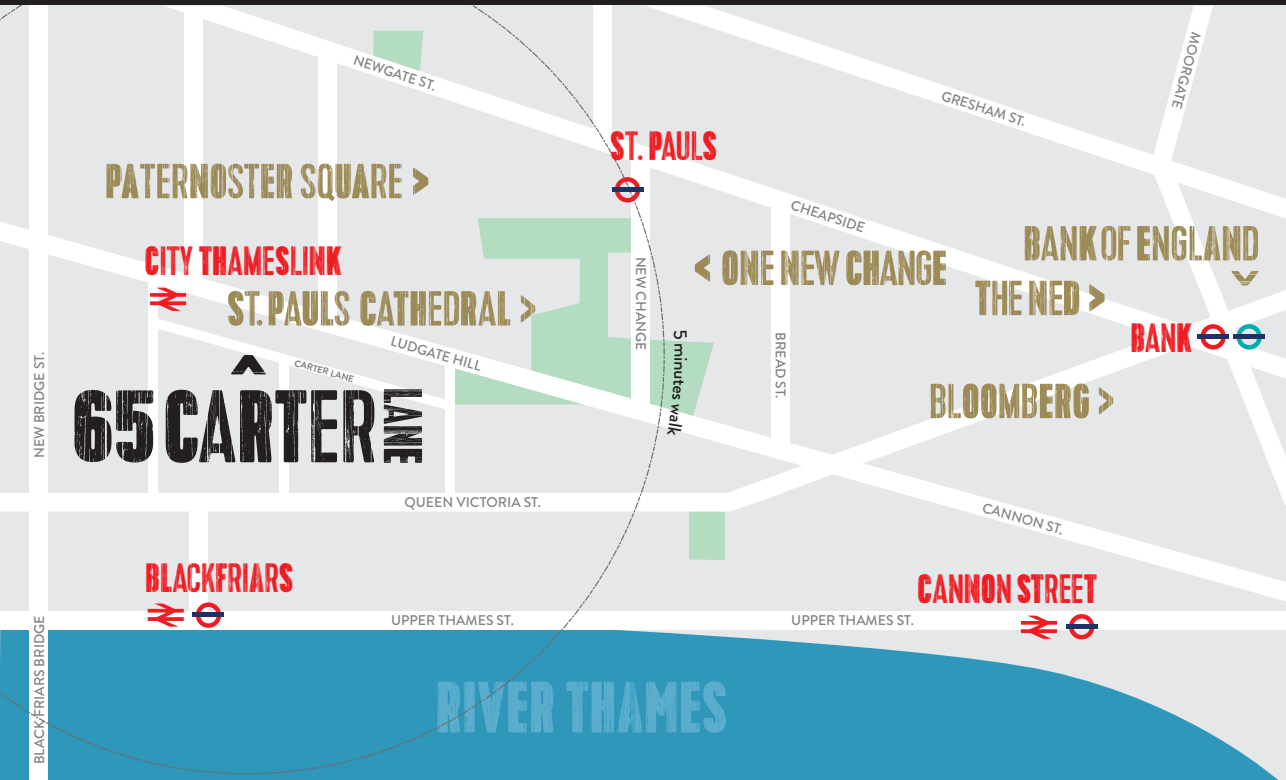 MOORGATE
NEWGATE ST.
GRESHAM ST.
ST. PAULS
PATERNOSTER SQUARE >
CHEAPSIDE
BANK OF ENGLAND
CITY THAMESLINK
NEW CHANGE
< ONE NEW CHANGE
THE NED >
ST. PAULS CATHEDRAL >
BANK
LUDGATE HILL
5 minutes walk
BREAD ST.
CARTER LANE
NEW BRIDGE ST.
65 CARTER LANE
BLOOMBERG >
QUEEN VICTORIA ST.
CANNON ST.
BLACKFRIARS
CANNON STREET
UPPER THAMES ST.
UPPER THAMES ST.
BLACKFRIARS BRIDGE
RIVER THAMES